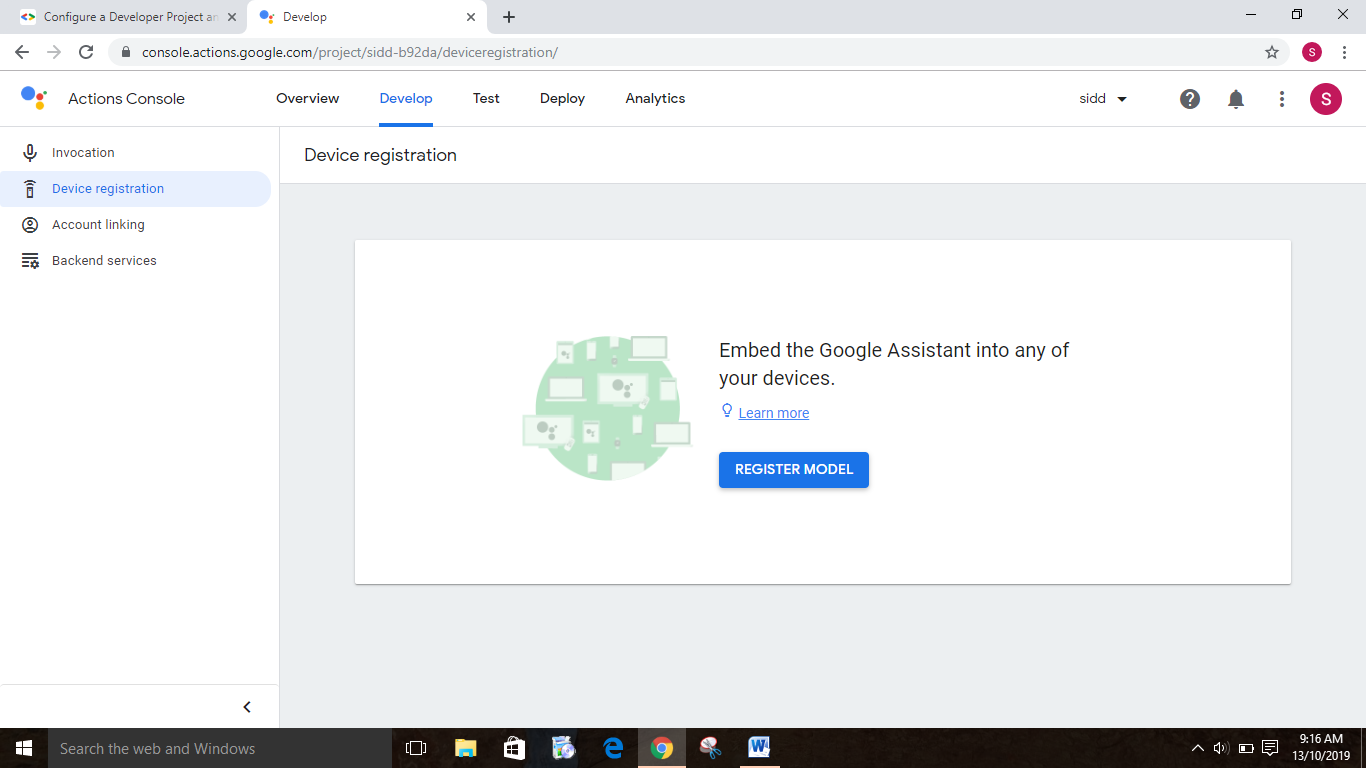 Configure a Developer Project an
Develop
console.actions.google.com/project/sidd-b92da/deviceregistration/
S
Actions Console
Overview
Develop
Test
Deploy
Analytics
sidd
S
Invocation
Device registration
Account linking
Backend services
Device registration
Embed the Google Assistant into any of
your devices.
Learn more
REGISTER MODEL
Search the web and Windows
9:16 AM
13/10/2019